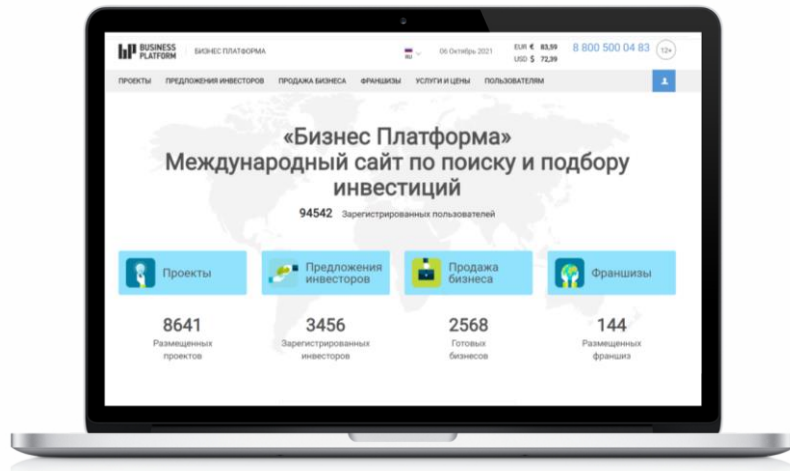 BUSINESS
PLATFORM
БИЗНЕС ПЛАТФОРМА
RU
06 Октябрь 2021
EUR € 83,59
USD $ 72,39
8 800 500 04 83
12+
ПРОЕКТЫ ПРЕДЛОЖЕНИЯ ИНВЕСТОРОВ ПРОДАЖА БИЗНЕСА ФРАНШИЗЫ УСЛУГИ И ЦЕНЫ ПОЛЬЗОВАТЕЛЯМ
«Бизнес Платформа»
Международный сайт по поиску и подбору
инвестиций
94542 Зарегистрированных пользователей
Проекты
Предложения
инвесторов
Продажа
бизнеса
Франшизы
8641
Размещенных
проектов
3456
Зарегистрированных
инвесторов
2568
Готовых
бизнесов
144
Размещенных
франшиз